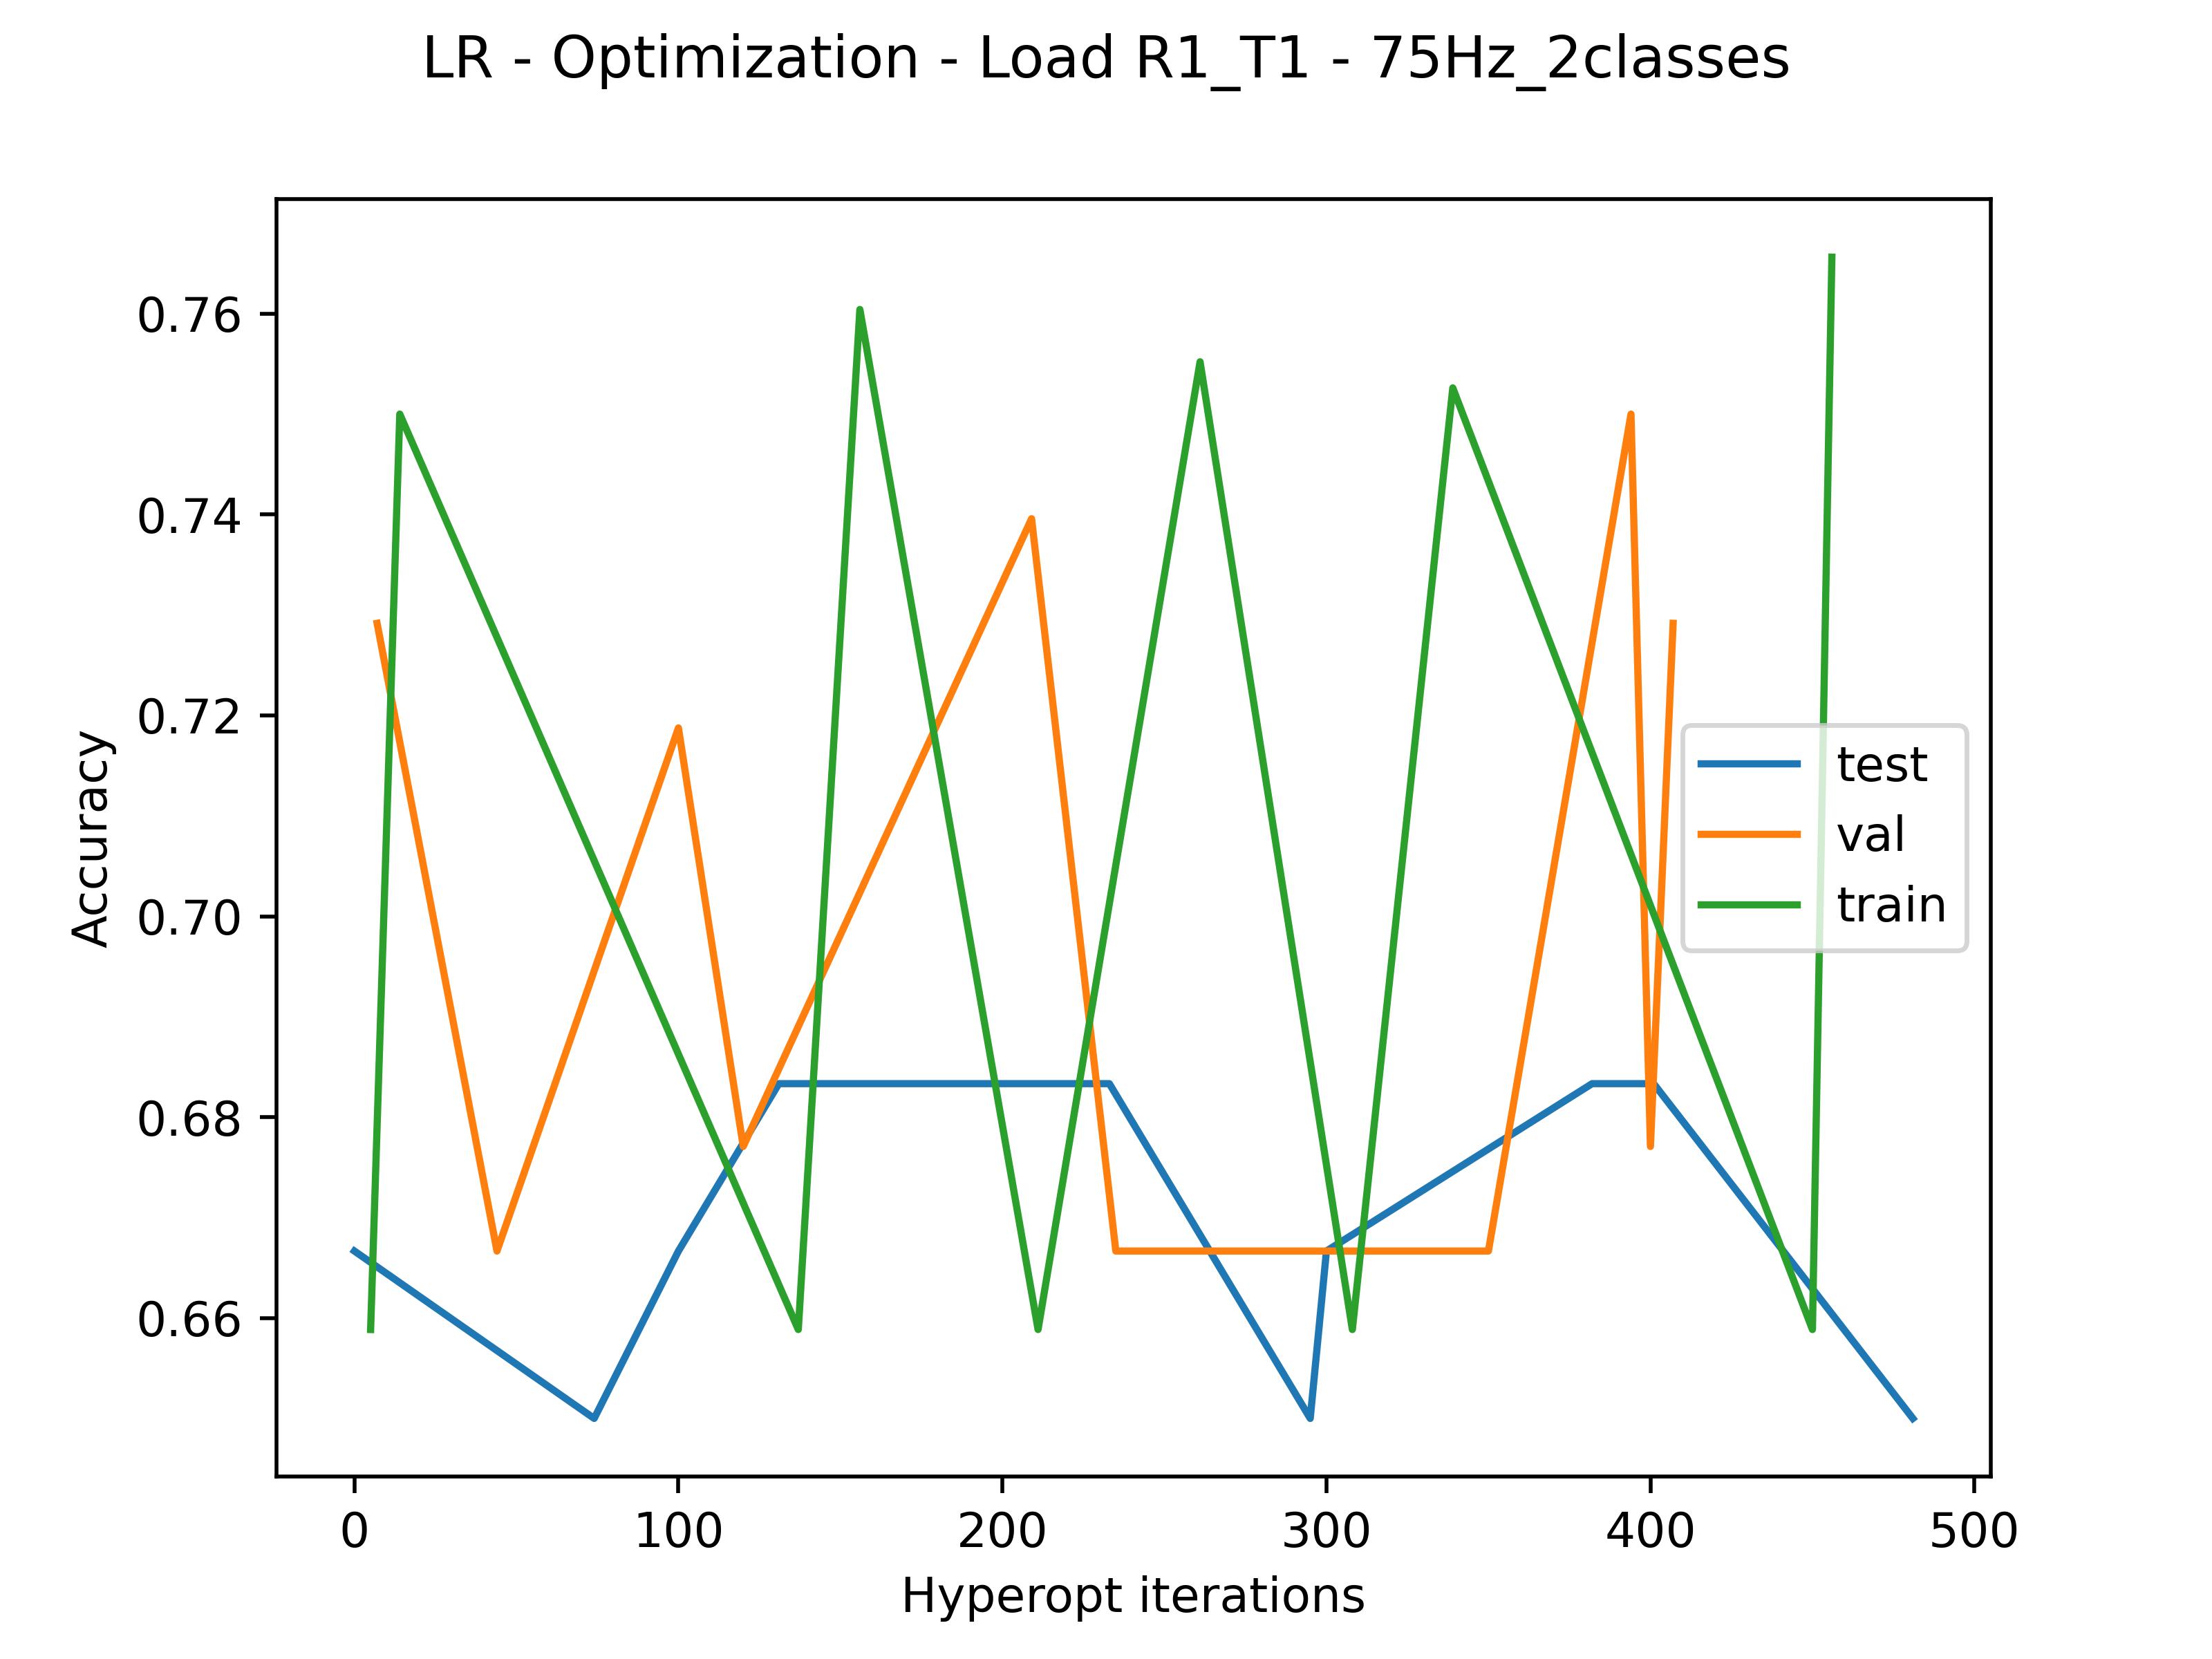 LR - Optimization - Load R1_T1 - 75Hz_2classes
0.76
0.74
0.72
0.70
0.68
0.66
Accuracy
test
val
train
0 100 200 300 400 500
Hyperopt iterations